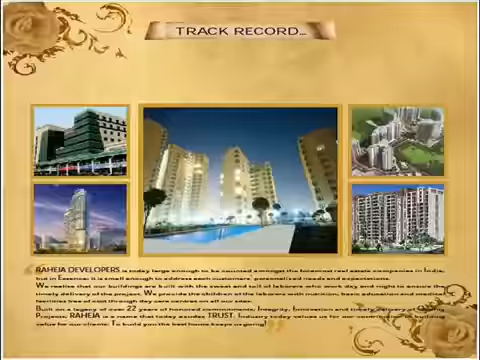 TRACK RECORD...
RAHEJA DEVELOPERS is today large enough to be counted amongst the foremost real estate companies in India,
but in Essence; it is small enough to address each customers' personalized needs and expectations.
We realize that our buildings are built with the sweat and toil of laborers who work day and night to ensure the
timely delivery of the project. We provide the children of the laborers with nutrition, basic education and medical
facilities free of cost through day care centers on all our sites.
Built on a legacy of over 22 years of honored commitments; Integrity, Innovation and timely delivery of Quality
Projects; RAHEJA is a name that today exudes TRUST. Industry today values us for our vision of building
value for our clients: To build you the best home keeps us going!